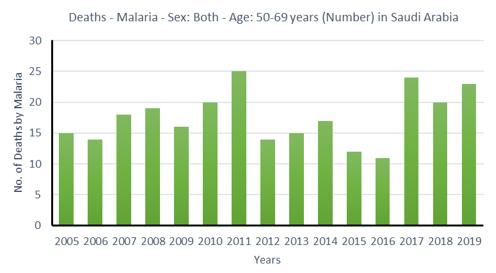 Deaths - Malaria - Sex: Both - Age: 50-69 years (Number) in Saudi Arabia
30
25
20
15
10
5
0
No. of Deaths by Malaria
2005 2006 2007 2008 2009 2010 2011 2012 2013 2014 2015 2016 2017 2018 2019
Years